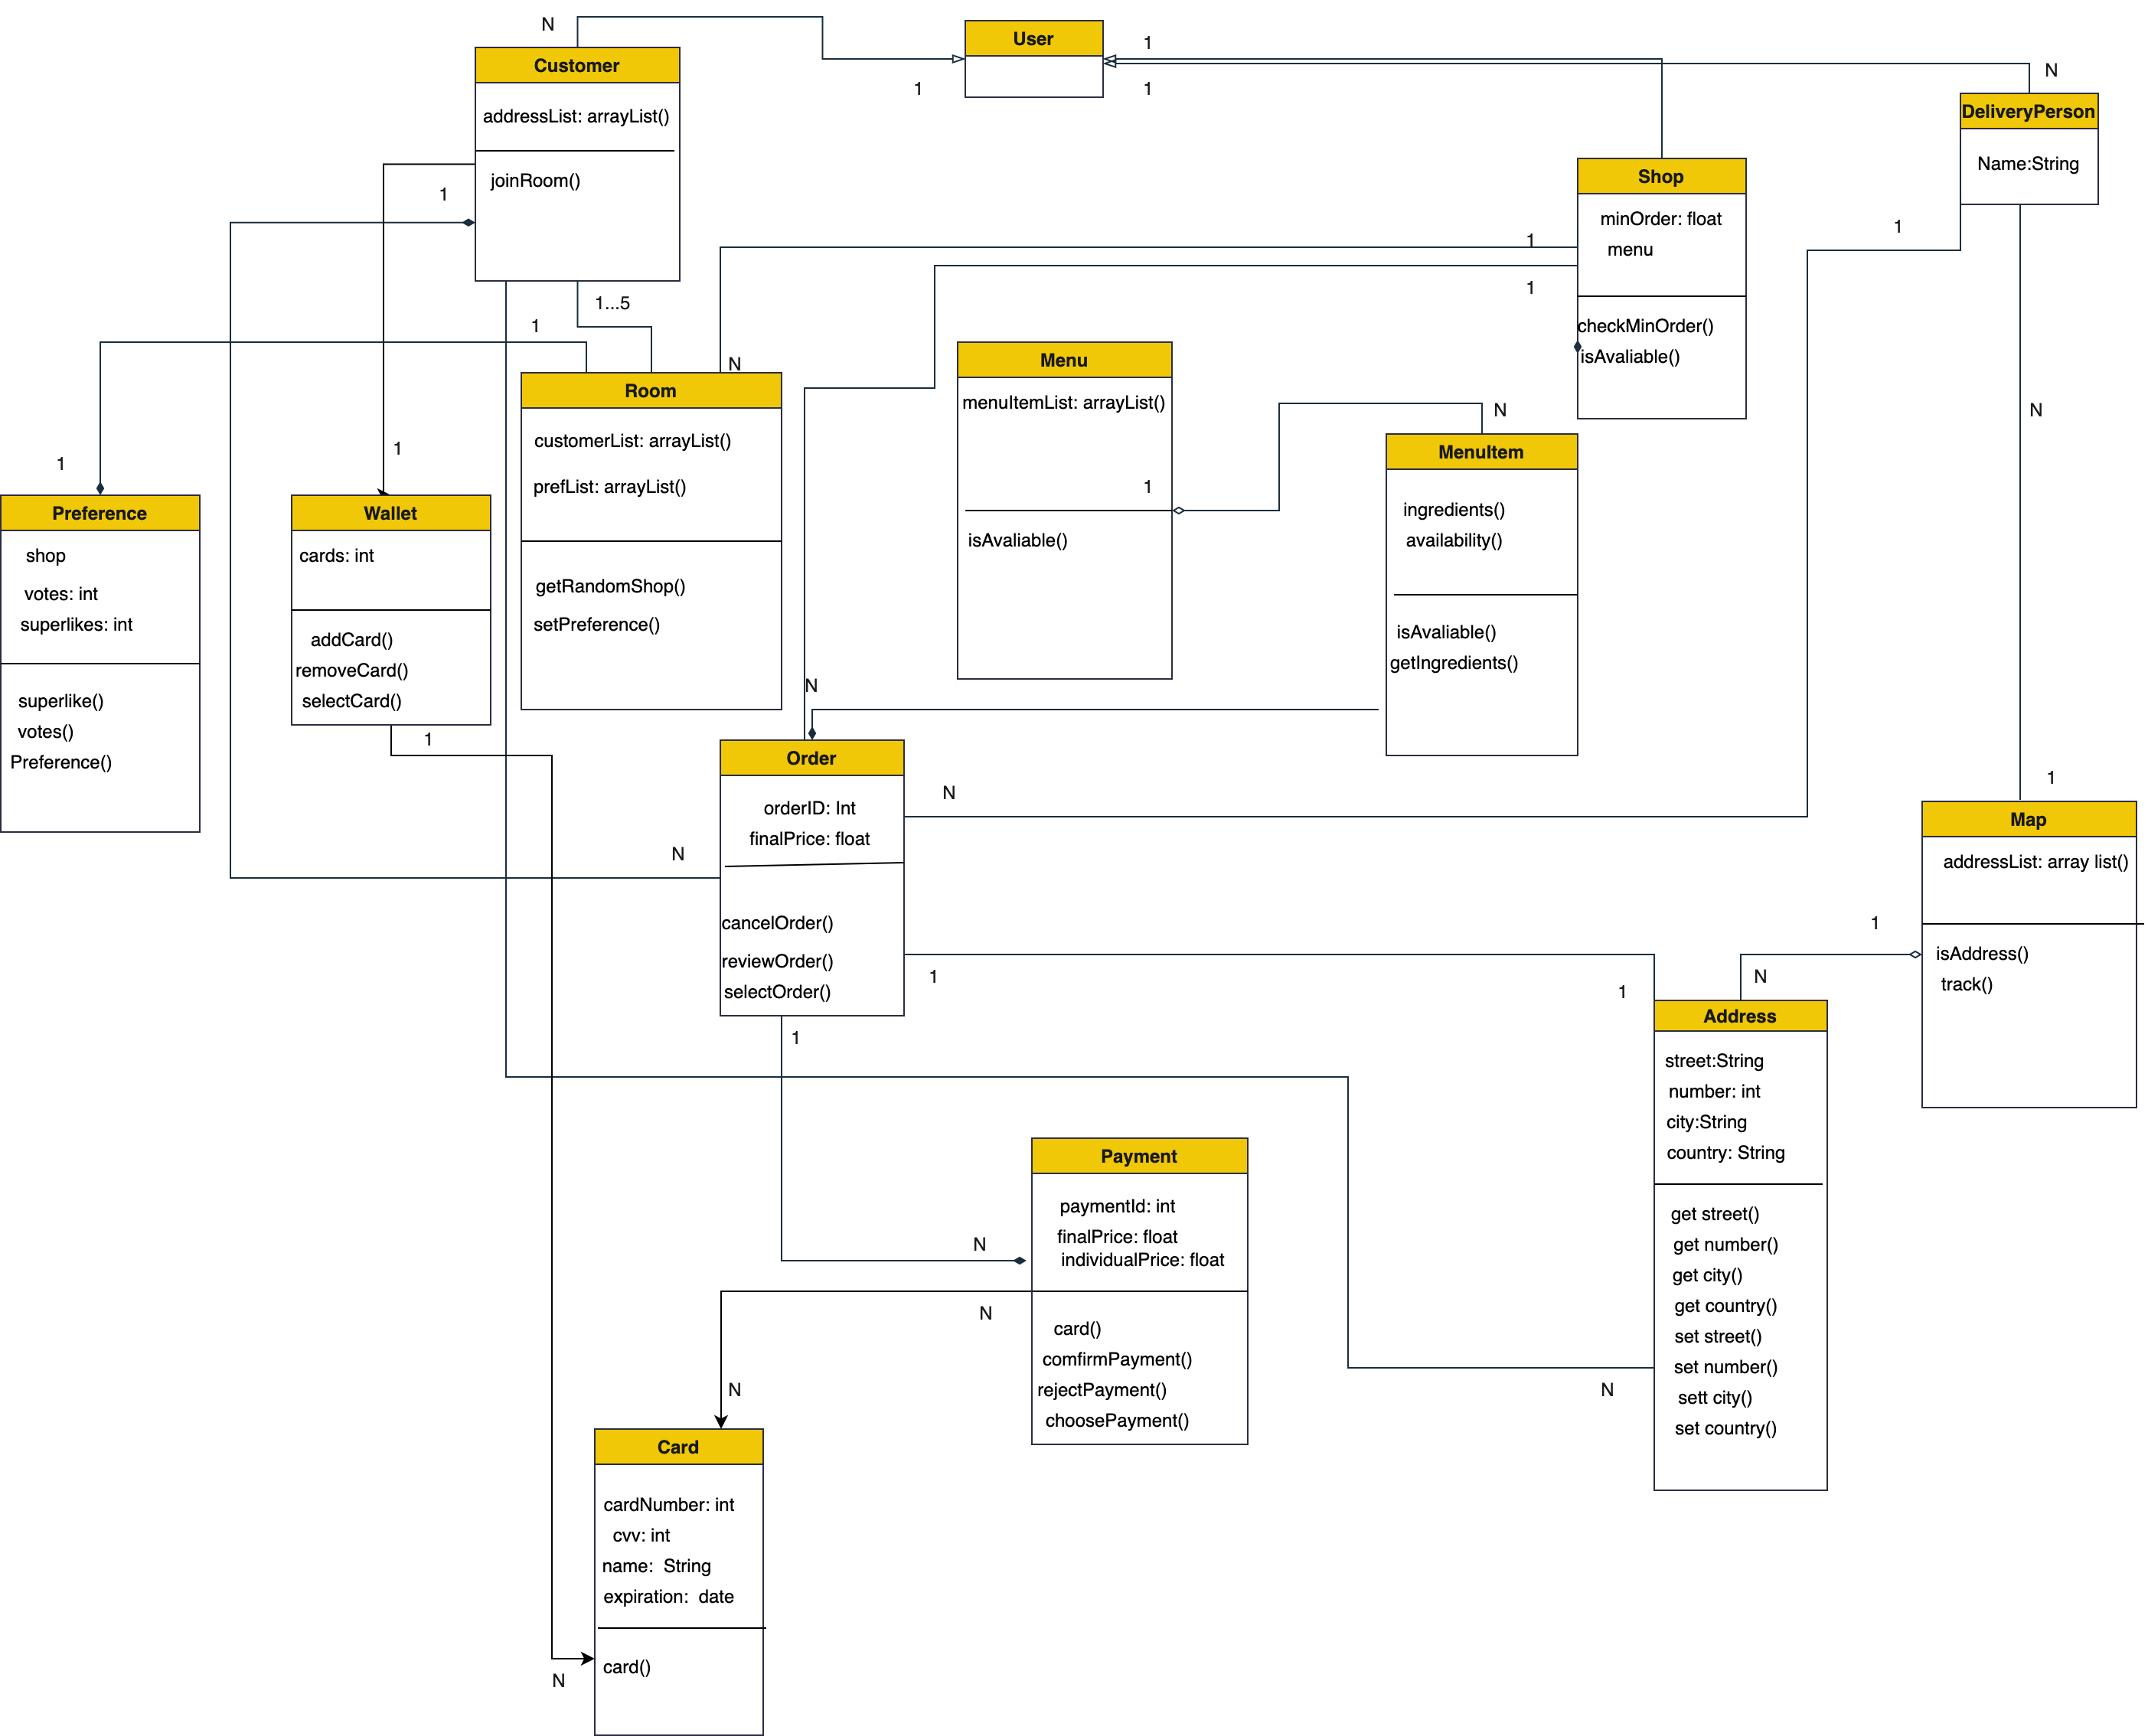 N
User
1
1
1
N
Customer
addressList: arrayList()
joinRoom()
1
1...5
DeliveryPerson
Name:String
Shop
minOrder: float
menu
checkMinOrder()
isAvaliable()
1
1
1
N
1
N
Room
customerList: arrayList()
prefList: arrayList()
getRandomShop()
setPreference()
Menu
menuItemList: arrayList()
1
isAvaliable()
N
MenuItem
ingredients()
availability()
isAvaliable()
getIngredients()
1
Preference
shop
votes: int
superlikes: int
superlike()
votes()
Preference()
1
Wallet
cards: int
addCard()
removeCard()
selectCard()
1
N
Order
orderID: Int
finalPrice: float
cancelOrder()
reviewOrder()
selectOrder()
N
N
1
1
1
Map
addressList: array list()
isAddress()
track()
1
N
1
Address
street:String
number: int
city:String
country: String
get street()
get number()
get city()
get country()
set street()
set number()
sett city()
set country()
N
Payment
paymentId: int
finalPrice: float
individualPrice: float
card()
comfirmPayment()
rejectPayment()
choosePayment()
N
N
N
Card
cardNumber: int
cvv: int
name:  String
expiration:  date
card()
N